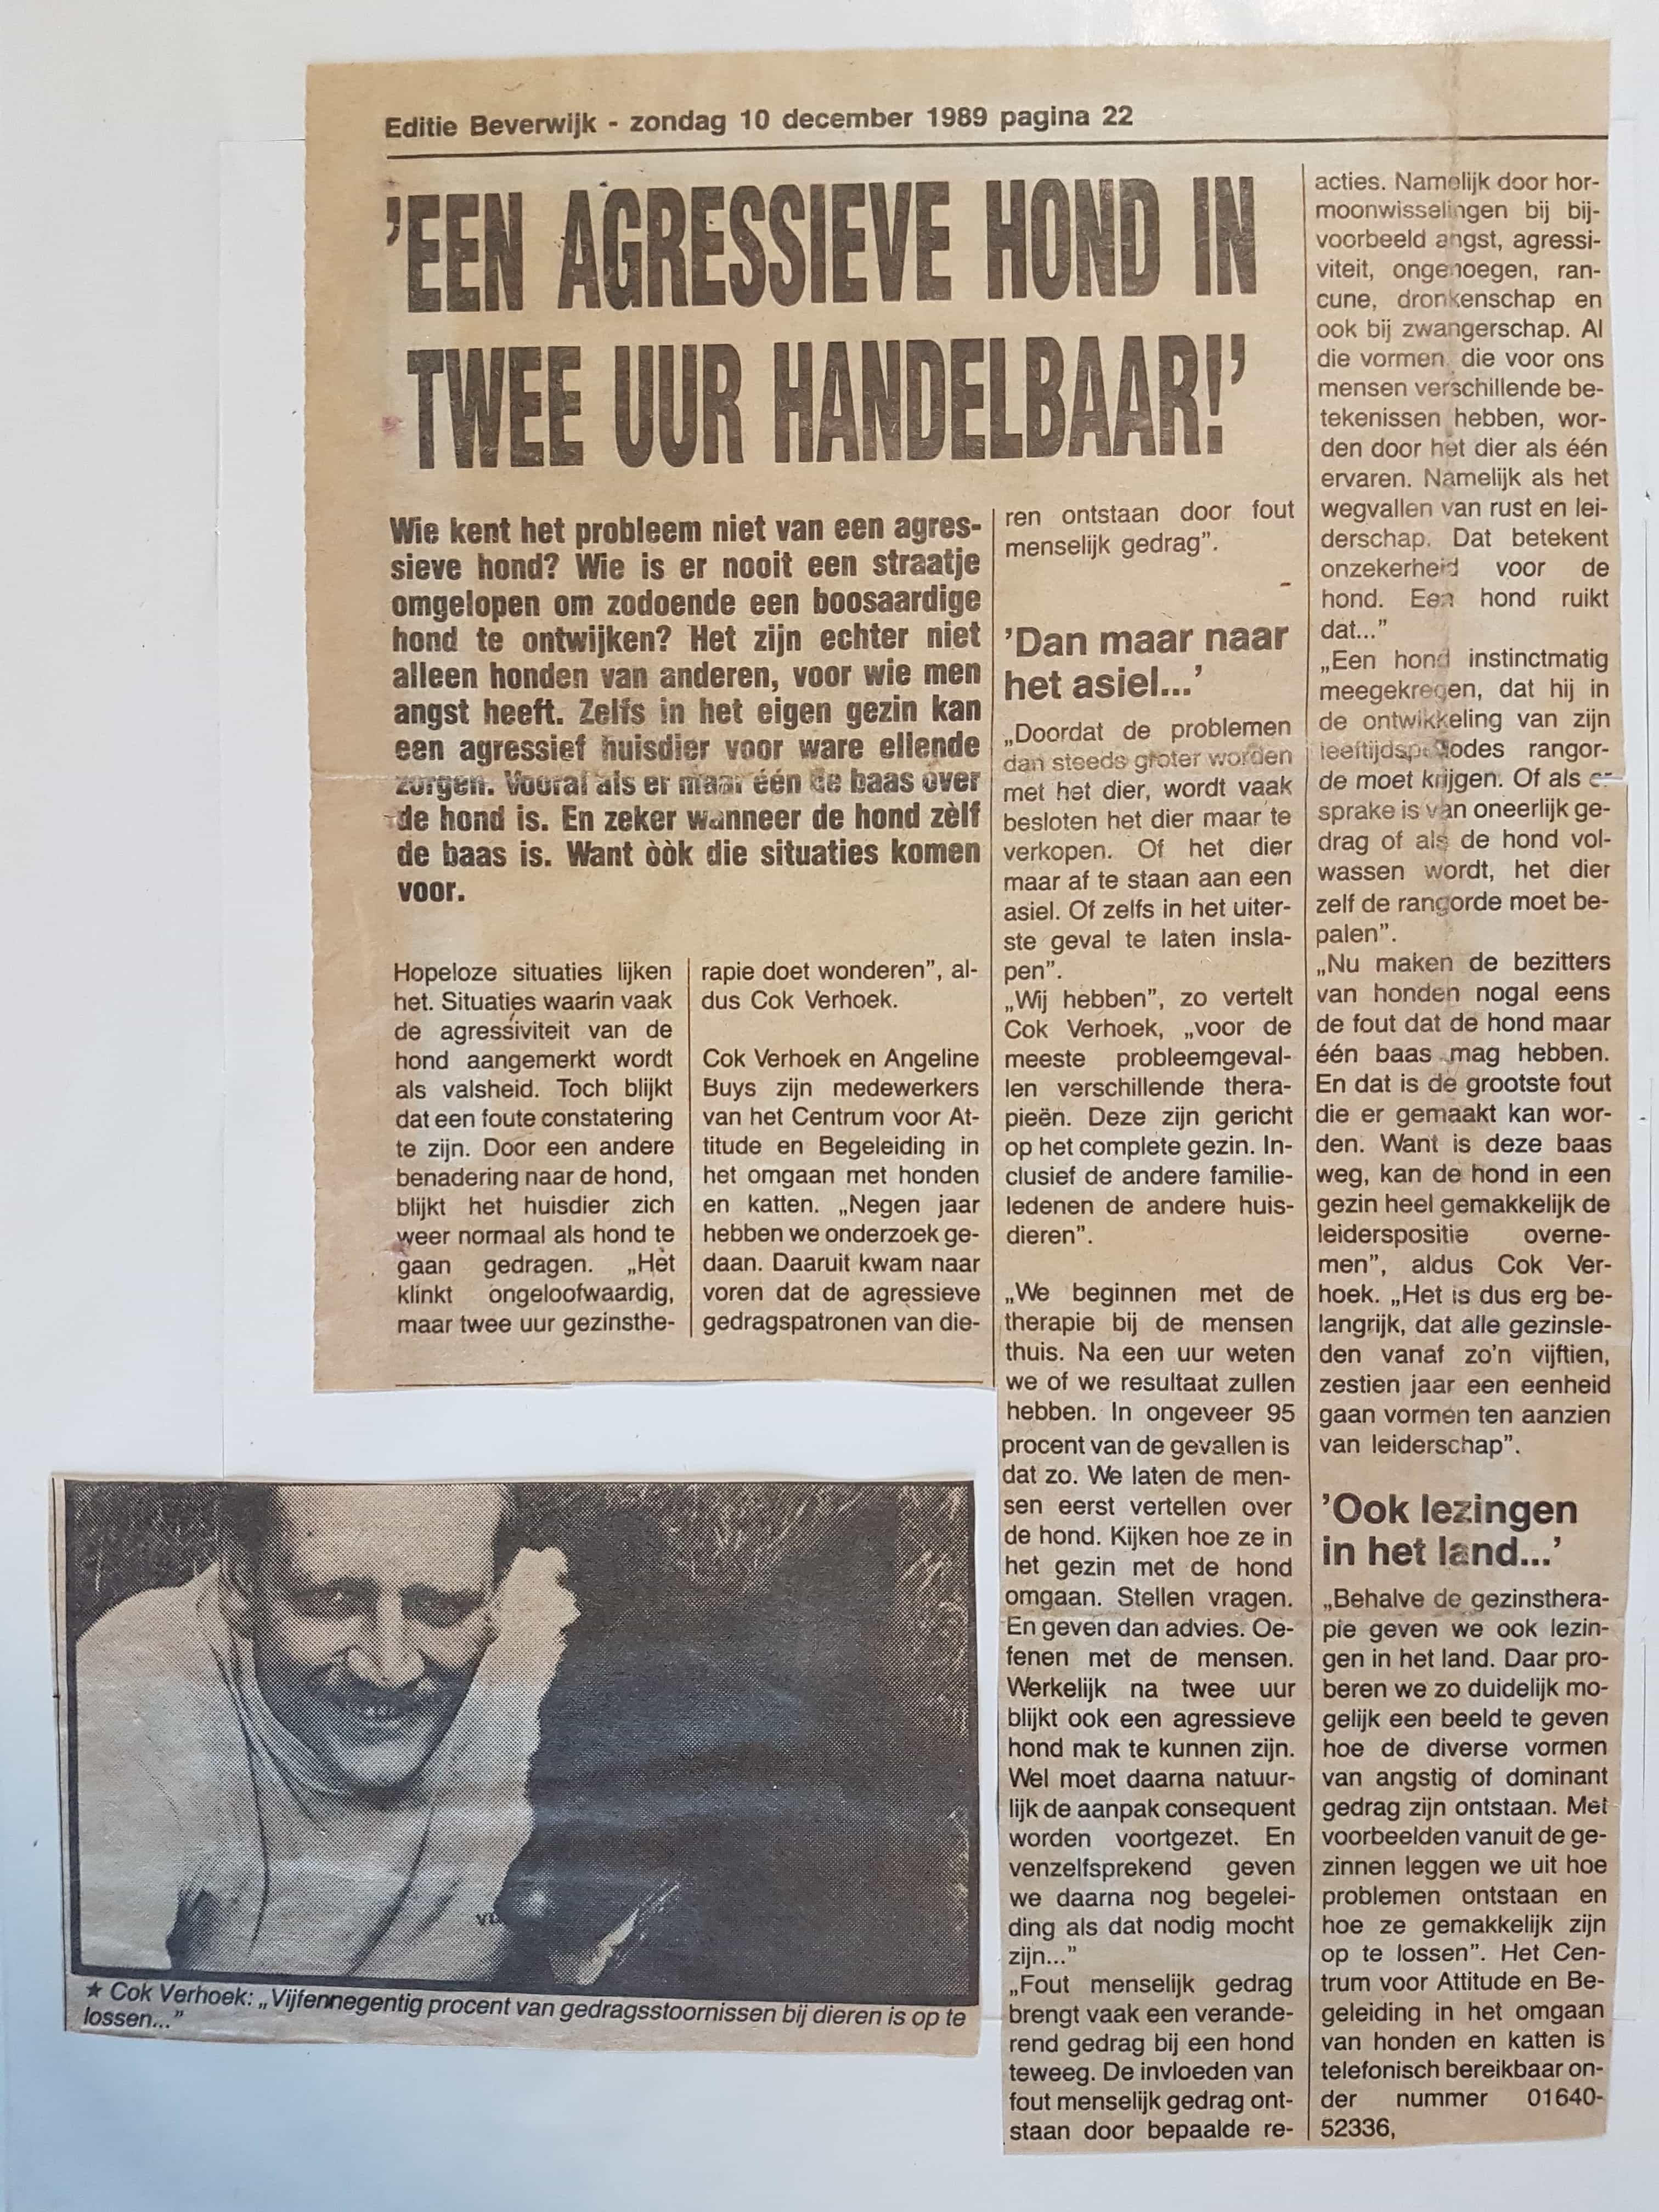 Editie Beverwijk - zondag 10 december 1989 pagina 22
'EEN AGRESSIEVE HOND IN
TWEE UUR HANDELBAAR!'
Wie kent het probleem niet van een agres-
sieve hond? Wie is er nooit een straatje
omgelopen om zodoende een boosaardige
hond te ontwijken? Het zijn echter niet
alleen honden van anderen, voor wie men
angst heeft. Zelfs in het eigen gezin kan
een agressief huisdier voor ware ellende
zorgen. Vooral als er maar één de baas over
de hond is. En zeker wanneer de hond zèlf
de baas is. Want òòk die situaties komen
voor.
Hopeloze situaties lijken
het. Situaties waarin vaak
de agressiviteit van de
hond aangemerkt wordt
als valsheid. Toch blijkt
dat een foute constatering
te zijn. Door een andere
benadering naar de hond,
blijkt het huisdier zich
weer normaal als hond te
gaan gedragen. „Het
klinkt ongeloofwaardig,
maar twee uur gezinsthe-
rapie doet wonderen”, al-
dus Cok Verhoek.
Cok Verhoek en Angeline
Buys zijn medewerkers
van het Centrum voor At-
titude en Begeleiding in
het omgaan met honden
en katten. „Negen jaar
hebben we onderzoek ge-
daan. Daaruit kwam naar
voren dat de agressieve
gedragspatronen van die-
ren ontstaan door fout
menselijk gedrag”.
'Dan maar naar
het asiel...'
„Doordat de problemen
dan steeds groter worden
met het dier, wordt vaak
besloten het dier maar te
verkopen. Of het dier
maar af te staan aan een
asiel. Of zelfs in het uiter-
ste geval te laten insla-
pen”.
„Wij hebben”, zo vertelt
Cok Verhoek, „voor de
meeste probleemgeval-
len verschillende thera-
pieën. Deze zijn gericht
op het complete gezin. In-
clusief de andere familie-
ledenen de andere huis-
dieren”.
„We beginnen met de
therapie bij de mensen
thuis. Na een uur weten
we of we resultaat zullen
hebben. In ongeveer 95
procent van de gevallen is
dat zo. We laten de men-
sen eerst vertellen over
de hond. Kijken hoe ze in
het gezin met de hond
omgaan. Stellen vragen.
En geven dan advies. Oe-
fenen met de mensen.
Werkelijk na twee uur
blijkt ook een agressieve
hond mak te kunnen zijn.
Wel moet daarna natuur-
lijk de aanpak consequent
worden voortgezet. En
venzelfsprekend geven
we daarna nog begelei-
ding als dat nodig mocht
zijn...”
„Fout menselijk gedrag
brengt vaak een verande-
rend gedrag bij een hond
teweeg. De invloeden van
fout menselijk gedrag ont-
staan door bepaalde re-
acties. Namelijk door hor-
moonwisselingen bij bij-
voorbeeld angst, agressi-
viteit, ongenoegen, ran-
cune, dronkenschap en
ook bij zwangerschap. Al
die vormen die voor ons
mensen verschillende be-
tekenissen hebben, wor-
den door het dier als één
ervaren. Namelijk als het
wegvallen van rust en lei-
derschap. Dat betekent
onzekerheid voor de
hond. Een hond ruikt
dat...”
„Een hond instinctmatig
meegekregen, dat hij in
de ontwikkeling van zijn
leeftijdsperiodes rangor-
de moet krijgen. Of als er
sprake is van oneerlijk ge-
drag of als de hond vol-
wassen wordt, het dier
zelf de rangorde moet be-
palen”.
„Nu maken de bezitters
van honden nogal eens
de fout dat de hond maar
één baas mag hebben.
En dat is de grootste fout
die er gemaakt kan wor-
den. Want is deze baas
weg, kan de hond in een
gezin heel gemakkelijk de
leiderspositie overne-
men”, aldus Cok Ver-
hoek. „Het is dus erg be-
langrijk, dat alle gezinsle-
den vanaf zo'n vijftien,
zestien jaar een eenheid
gaan vormen ten aanzien
van leiderschap”.
'Ook lezingen
in het land...'
„Behalve de gezinsthera-
pie geven we ook lezin-
gen in het land. Daar pro-
beren we zo duidelijk mo-
gelijk een beeld te geven
hoe de diverse vormen
van angstig of dominant
gedrag zijn ontstaan. Met
voorbeelden vanuit de ge-
zinnen leggen we uit hoe
problemen ontstaan en
hoe ze gemakkelijk zijn
op te lossen”. Het Cen-
trum voor Attitude en Be-
geleiding in het omgaan
van honden en katten is
telefonisch bereikbaar on-
der nummer 01640-
52336,
★ Cok Verhoek: „Vijfennegentig procent van gedragsstoornissen bij dieren is op te
lossen...”